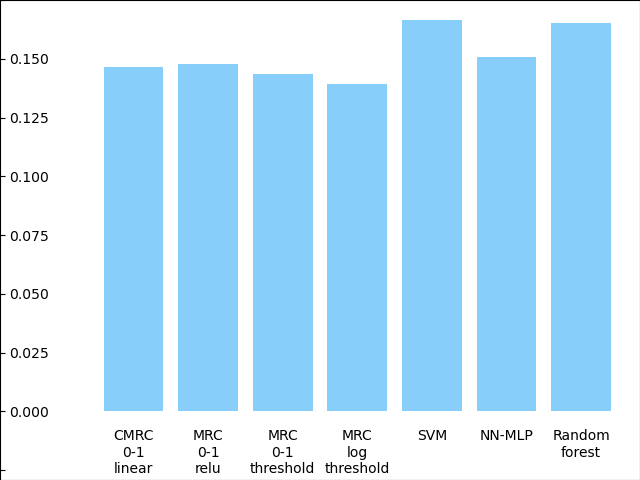 0.150
0.125
0.100
0.075
0.050
0.025
0.000
CMRC
0-1
linear
MRC
0-1
relu
MRC
0-1
threshold
MRC
log
threshold
SVM
NN-MLP
Random
forest